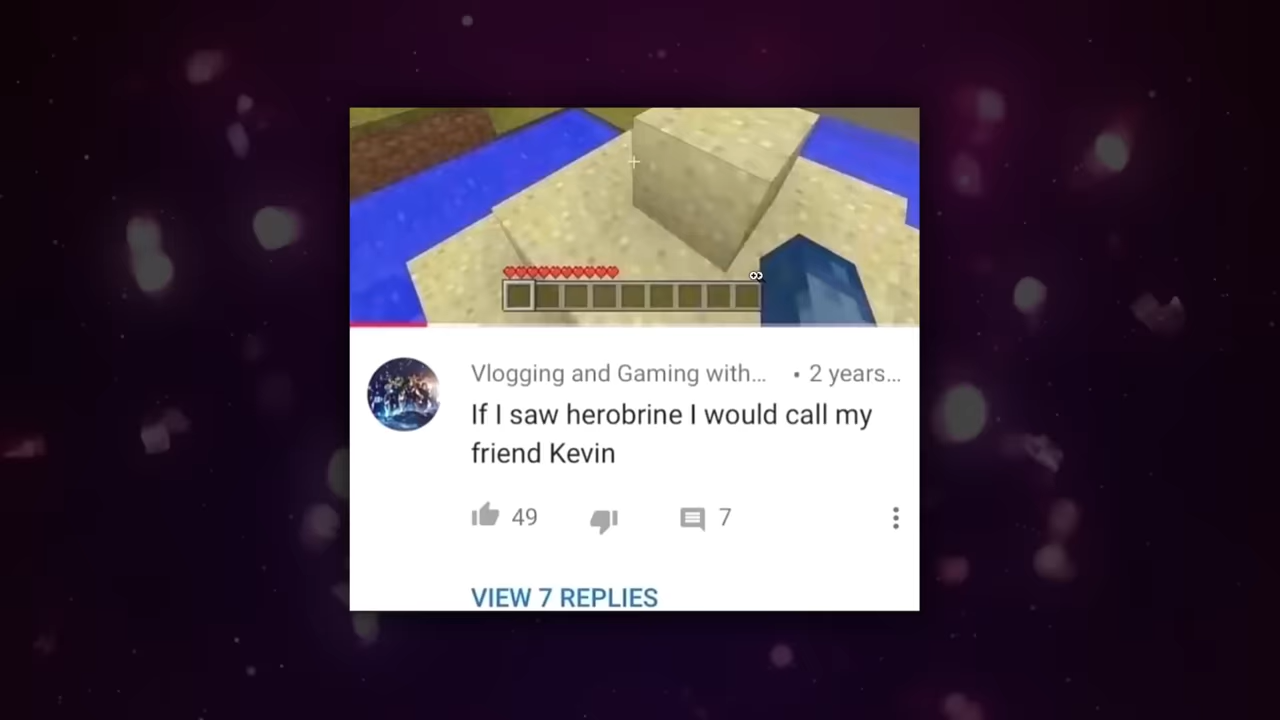 Vlogging and Gaming with... • 2 years...
If I saw herobrine I would call my
friend Kevin
49 7
VIEW 7 REPLIES